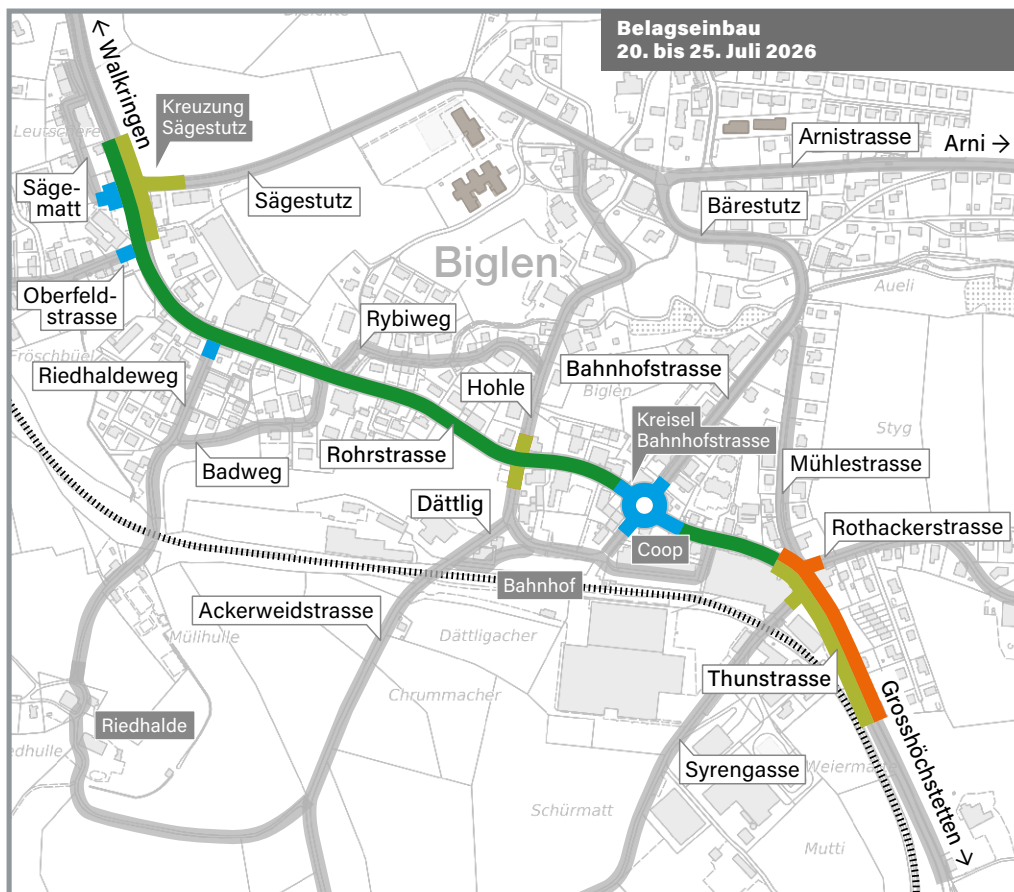 Belagseinbau
20. bis 25. Juli 2026
← Walkringen
Kreuzung
Sägestutz
Leutschere
Arnistrasse
Arni →
Säge-
matt
Sägestutz
Bärestutz
Biglen
Aueli
Oberfeld-
strasse
Rybiweg
Fröschbüel
Riedhaldeweg
Hohle
Bahnhofstrasse
Biglen
Kreisel
Bahnhofstrasse
Styg
Badweg
Rohrstrasse
Mühlestrasse
Dättlig
Rothackerstrasse
Coop
Bahnhof
Ackerweidstrasse
Mülihulle
Dättligacher
Chrummacher
Thunstrasse
Grosshöchstetten →
Riedhalde
Syrengasse
Schürmatt
Mutti